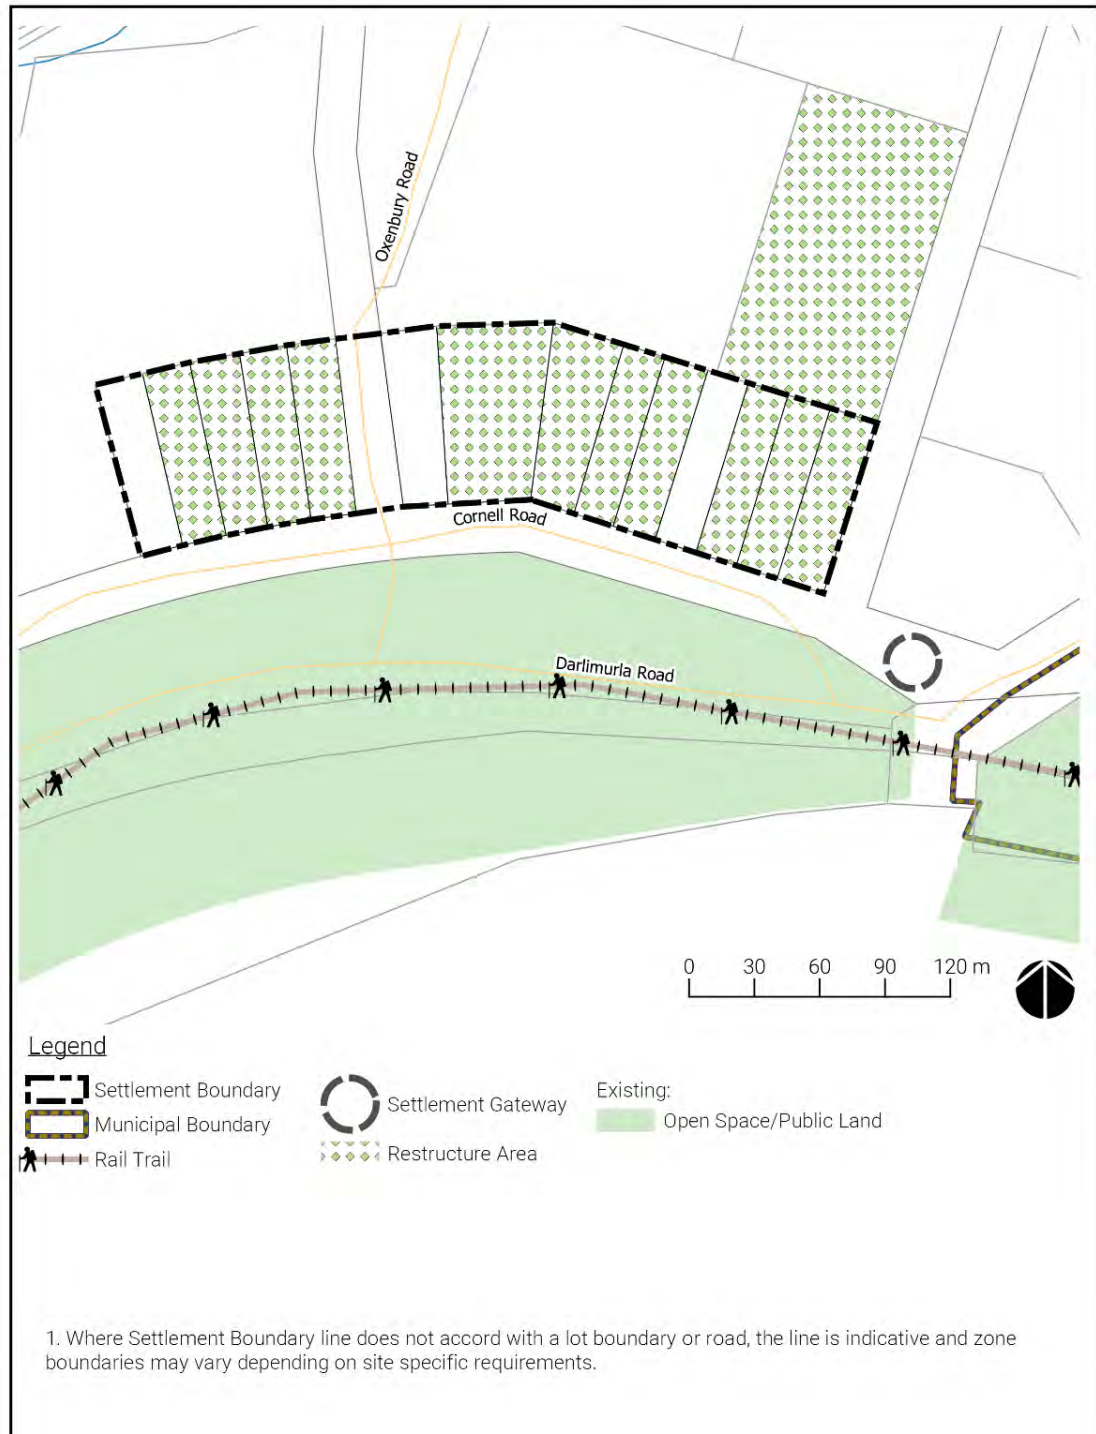 Oxenbury Road
Cornell Road
Darlimurla Road
0 30 60 90 120 m
Legend
Settlement Boundary
Municipal Boundary
Rail Trail
Settlement Gateway
Restructure Area
Existing:
Open Space/Public Land
1. Where Settlement Boundary line does not accord with a lot boundary or road, the line is indicative and zone
boundaries may vary depending on site specific requirements.